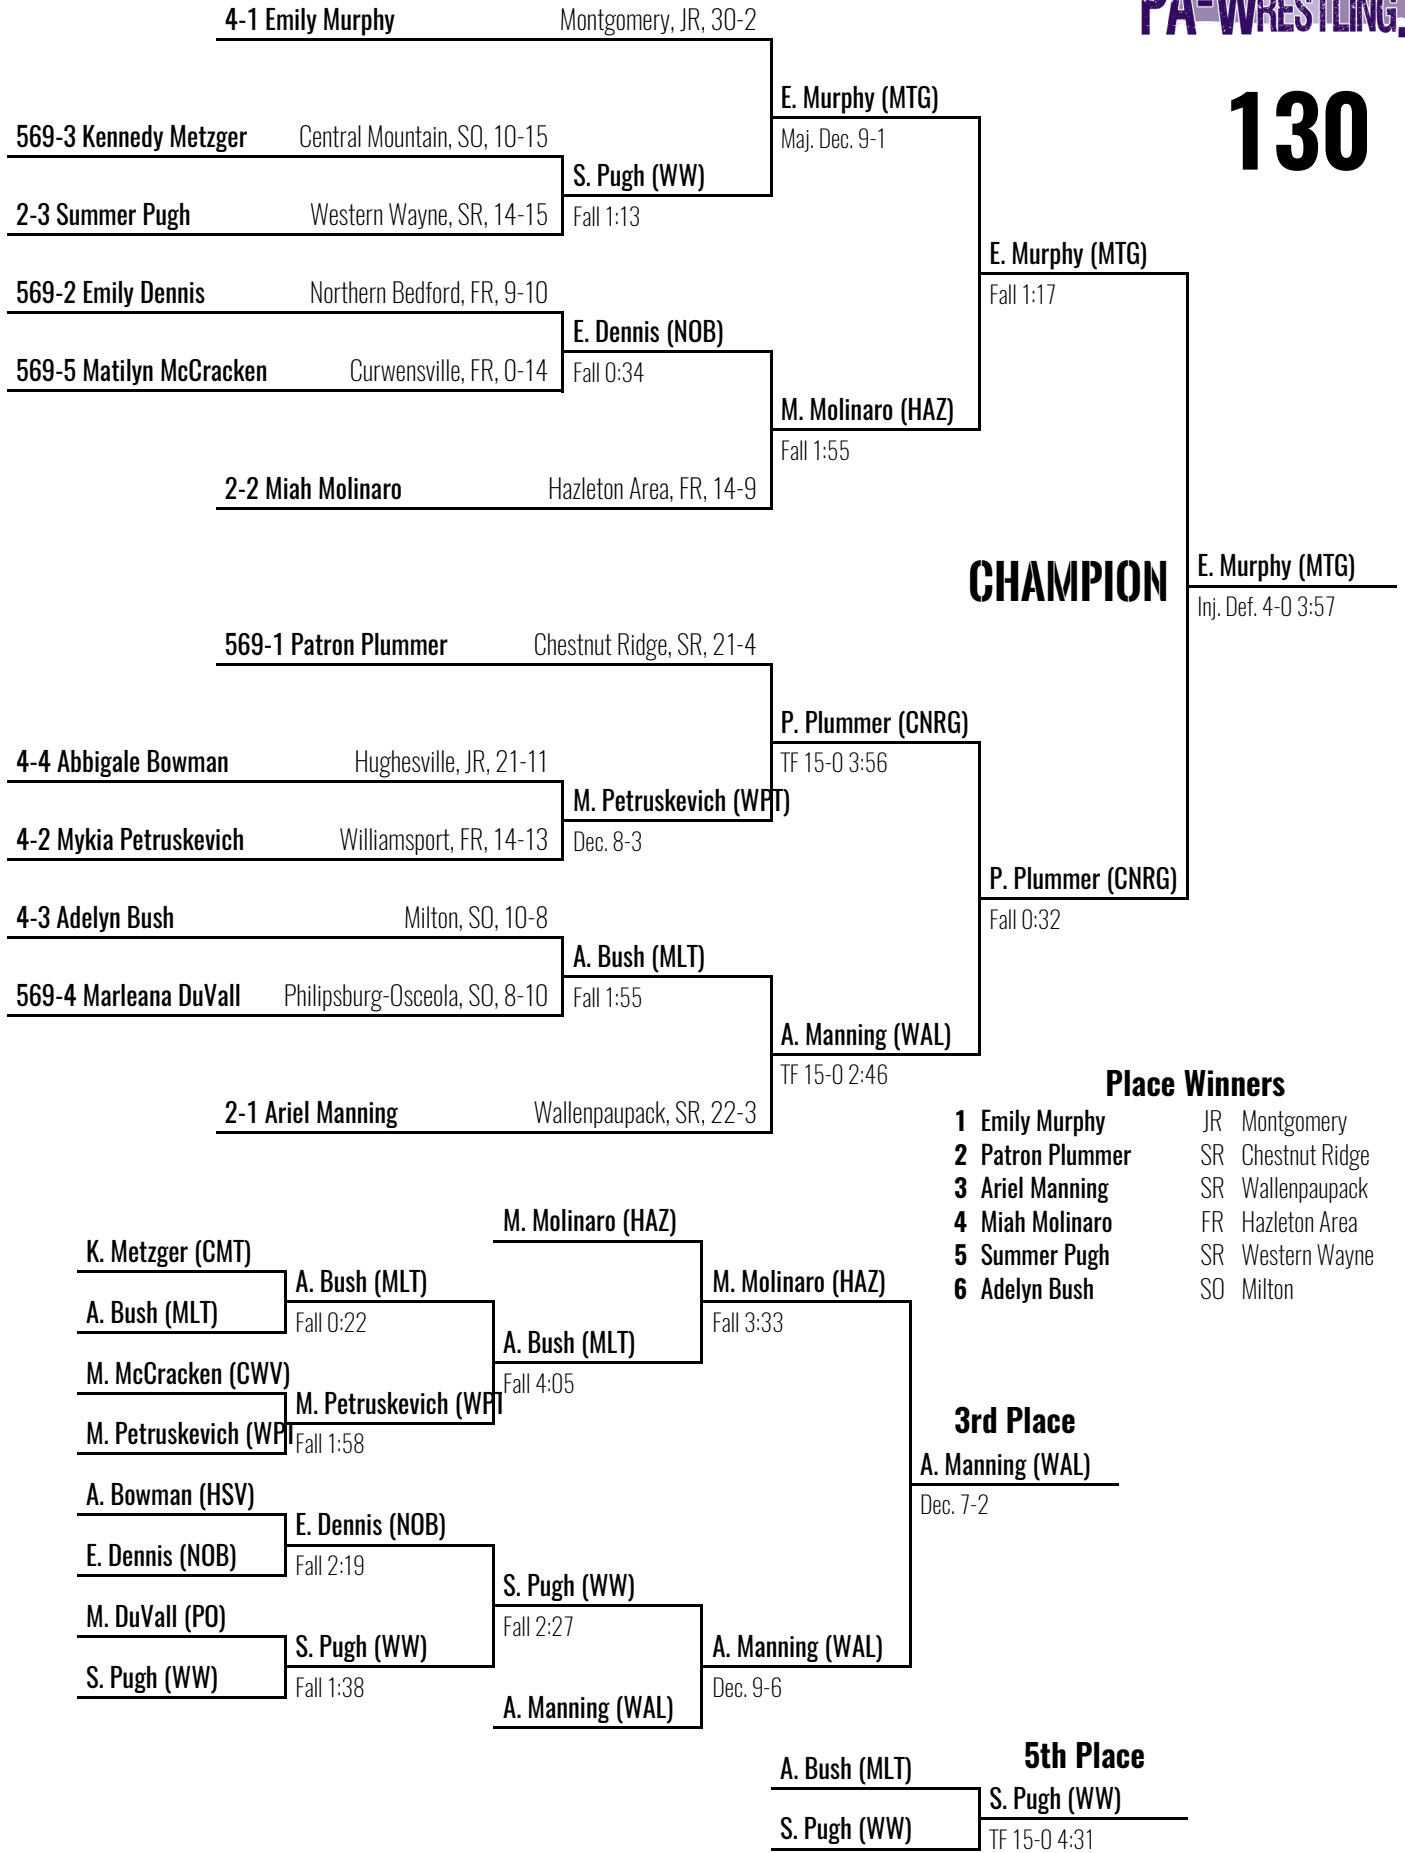 PA-WRESTLING.
130
4-1 Emily Murphy Montgomery, JR, 30-2
E. Murphy (MTG)
Maj. Dec. 9-1
569-3 Kennedy Metzger Central Mountain, SO, 10-15
S. Pugh (WW)
Fall 1:13
2-3 Summer Pugh Western Wayne, SR, 14-15
E. Murphy (MTG)
Fall 1:17
569-2 Emily Dennis Northern Bedford, FR, 9-10
E. Dennis (NOB)
Fall 0:34
569-5 Matilyn McCracken Curwensville, FR, 0-14
M. Molinaro (HAZ)
Fall 1:55
2-2 Miah Molinaro Hazleton Area, FR, 14-9
CHAMPION
E. Murphy (MTG)
Inj. Def. 4-0 3:57
569-1 Patron Plummer Chestnut Ridge, SR, 21-4
P. Plummer (CNRG)
TF 15-0 3:56
4-4 Abbigale Bowman Hughesville, JR, 21-11
M. Petruskevich (WPT)
Dec. 8-3
4-2 Mykia Petruskevich Williamsport, FR, 14-13
P. Plummer (CNRG)
Fall 0:32
4-3 Adelyn Bush Milton, SO, 10-8
A. Bush (MLT)
Fall 1:55
569-4 Marleana DuVall Philipsburg-Osceola, SO, 8-10
A. Manning (WAL)
TF 15-0 2:46
2-1 Ariel Manning Wallenpaupack, SR, 22-3
Place Winners
1 Emily Murphy JR Montgomery
2 Patron Plummer SR Chestnut Ridge
3 Ariel Manning SR Wallenpaupack
4 Miah Molinaro FR Hazleton Area
5 Summer Pugh SR Western Wayne
6 Adelyn Bush SO Milton
M. Molinaro (HAZ)
K. Metzger (CMT)
A. Bush (MLT)
Fall 0:22
A. Bush (MLT)
M. Molinaro (HAZ)
Fall 3:33
A. Bush (MLT)
Fall 4:05
M. McCracken (CWV)
M. Petruskevich (WPT
Fall 1:58
M. Petruskevich (WPT
3rd Place
A. Manning (WAL)
Dec. 7-2
A. Bowman (HSV)
E. Dennis (NOB)
Fall 2:19
E. Dennis (NOB)
S. Pugh (WW)
Fall 2:27
M. DuVall (PO)
S. Pugh (WW)
Fall 1:38
S. Pugh (WW)
A. Manning (WAL)
Dec. 9-6
A. Manning (WAL)
5th Place
A. Bush (MLT)
S. Pugh (WW)
TF 15-0 4:31
S. Pugh (WW)